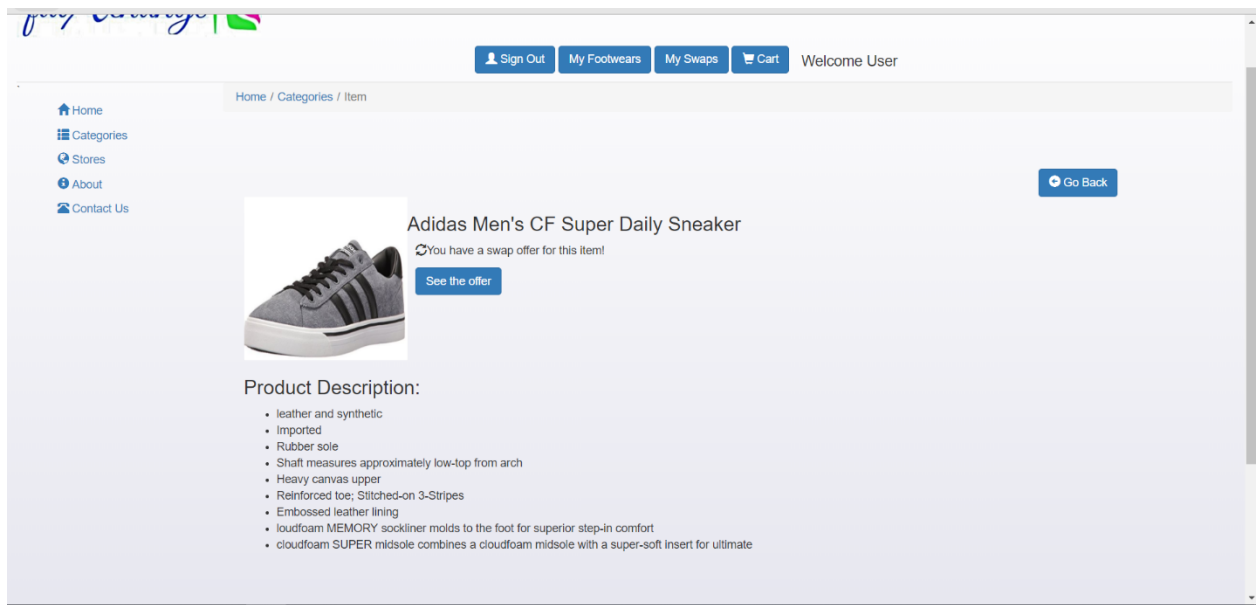 Sign Out My Footwears My Swaps Cart Welcome User
Home / Categories / Item
Home
Categories
Stores
About
Contact Us
Go Back
Adidas Men's CF Super Daily Sneaker
You have a swap offer for this item!
See the offer
Product Description:
• leather and synthetic
• Imported
• Rubber sole
• Shaft measures approximately low-top from arch
• Heavy canvas upper
• Reinforced toe; Stitched-on 3-Stripes
• Embossed leather lining
• loudfoam MEMORY sockliner molds to the foot for superior step-in comfort
• cloudfoam SUPER midsole combines a cloudfoam midsole with a super-soft insert for ultimate